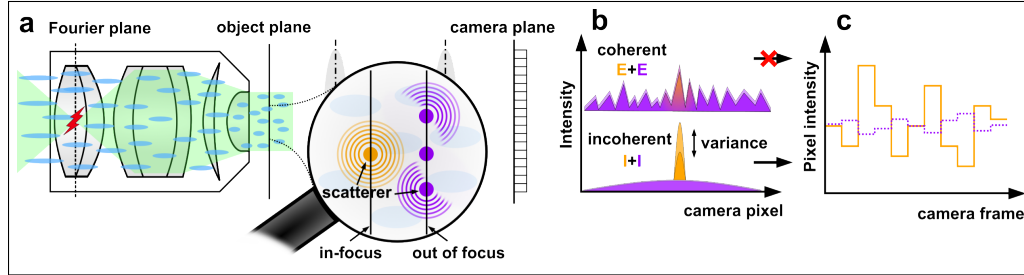 a
Fourier plane
object plane
camera plane
scatterer
in-focus
out of focus
b
Intensity
coherent
E+E
incoherent
I+I
variance
camera pixel
c
Pixel intensity
camera frame